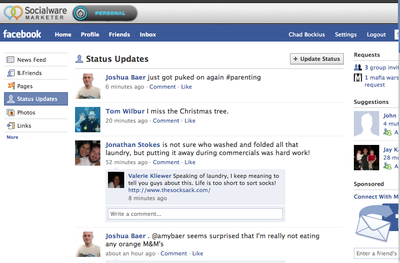 Socialware
MARKETER
PERSONAL
facebook Home Profile Friends Inbox Chad Bockius Settings Logout
News Feed
B.Friends
Pages
Status Updates
Photos
Links
More
Status Updates
+ Update Status
Joshua Baer just got puked on again #parenting
6 minutes ago · Comment · Like
Tom Wilbur I miss the Christmas tree.
20 minutes ago · Comment · Like
Jonathan Stokes is not sure who washed and folded all that
laundry, but putting it away during commercials was hard work!
52 minutes ago · Comment · Like
Valerie Kliewer Speaking of laundry, I keep meaning to
tell you guys about this. Life is too short to sort socks!
http://www.thesocksack.com/
8 minutes ago
Write a comment...
Joshua Baer . @amybaer seems surprised that I'm really not eating
any orange M&M's
about an hour ago · Comment · Like
Requests
3 group invi
1 mafia wars
request
Suggestions
John
4 mut
A
Jay K
Sponsored
Connect With M
Enter a friend's